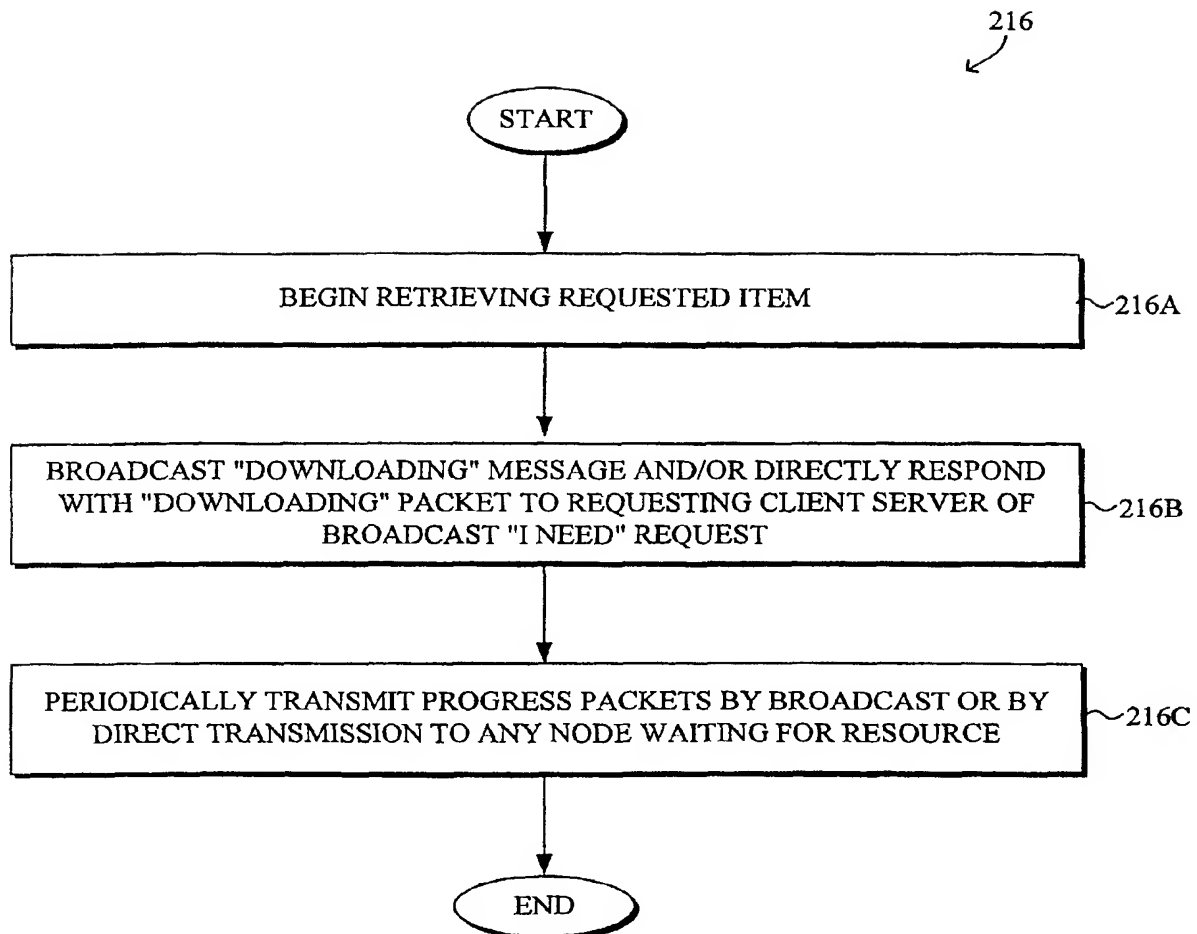 216
START
BEGIN RETRIEVING REQUESTED ITEM
216A
BROADCAST "DOWNLOADING" MESSAGE AND/OR DIRECTLY RESPOND
WITH "DOWNLOADING" PACKET TO REQUESTING CLIENT SERVER OF
BROADCAST "I NEED" REQUEST
216B
PERIODICALLY TRANSMIT PROGRESS PACKETS BY BROADCAST OR BY
DIRECT TRANSMISSION TO ANY NODE WAITING FOR RESOURCE
216C
END